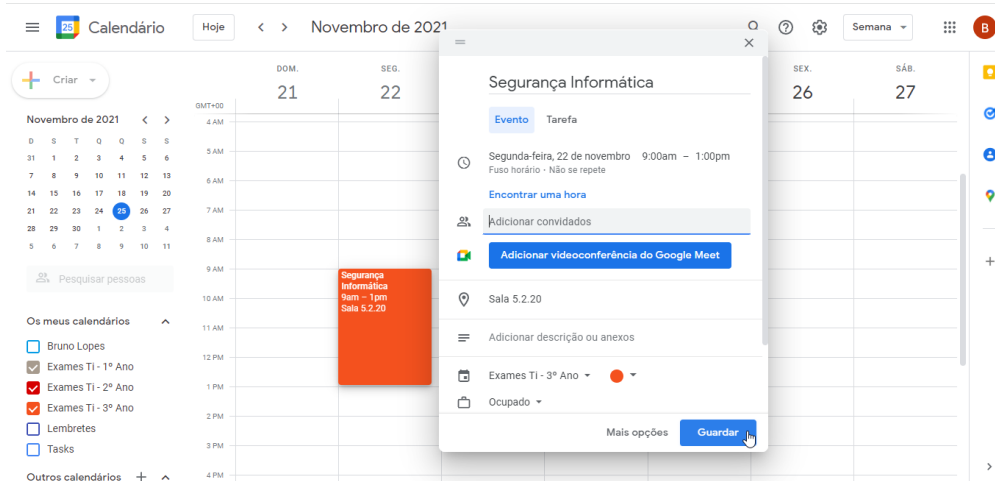 25 Calendário
Hoje
Novembro de 2021
Semana
B
Criar
Novembro de 2021
D S T Q Q S S
31 1 2 3 4 5 6
7 8 9 10 11 12 13
14 15 16 17 18 19 20
21 22 23 24 25 26 27
28 29 30 1 2 3 4
5 6 7 8 9 10 11
Pesquisar pessoas
Os meus calendários
Bruno Lopes
Exames Ti - 1º Ano
Exames Ti - 2º Ano
Exames Ti - 3º Ano
Lembretes
Tasks
Outros calendários
DOM. SEG. SEX. SÁB.
21 22 26 27
GMT+00
4 AM
5 AM
6 AM
7 AM
8 AM
9 AM
10 AM
11 AM
12 PM
1 PM
2 PM
3 PM
4 PM
Segurança
Informática
9am – 1pm
Sala 5.2.20
Segurança Informática
Evento Tarefa
Segunda-feira, 22 de novembro 9:00am – 1:00pm
Fuso horário • Não se repete
Encontrar uma hora
Adicionar convidados
Adicionar videoconferência do Google Meet
Sala 5.2.20
Adicionar descrição ou anexos
Exames Ti - 3º Ano
Ocupado
Mais opções Guardar